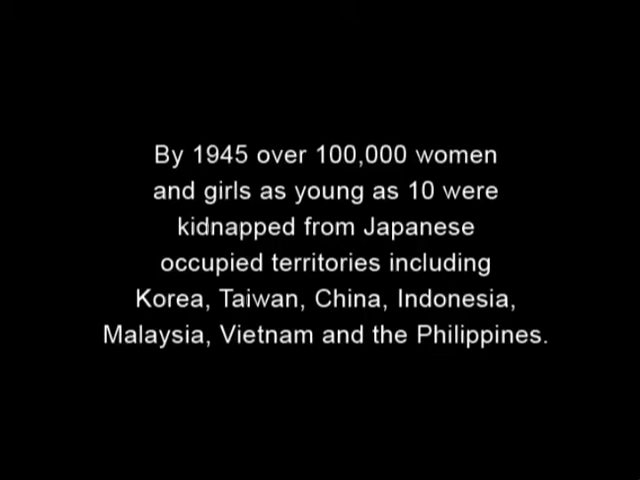 By 1945 over 100,000 women
and girls as young as 10 were
kidnapped from Japanese
occupied territories including
Korea, Taiwan, China, Indonesia,
Malaysia, Vietnam and the Philippines.